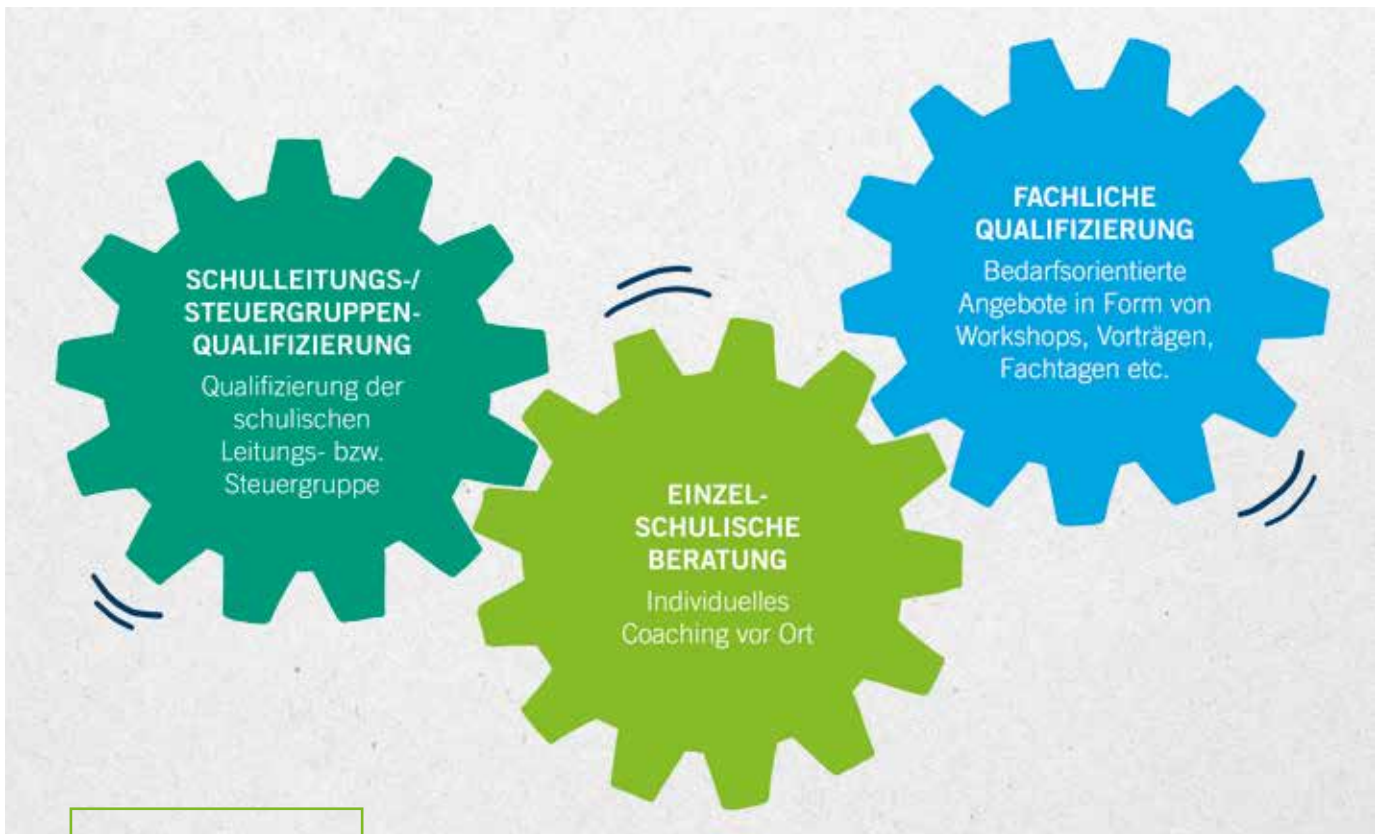 SCHULLEITUNGS-/
STEUERGRUPPEN-
QUALIFIZIERUNG
Qualifizierung der
schulischen
Leitungs- bzw.
Steuergruppe
EINZEL-
SCHULISCHE
BERATUNG
Individuelles
Coaching vor Ort
FACHLICHE
QUALIFIZIERUNG
Bedarfsorientierte
Angebote in Form von
Workshops, Vorträgen,
Fachtagen etc.